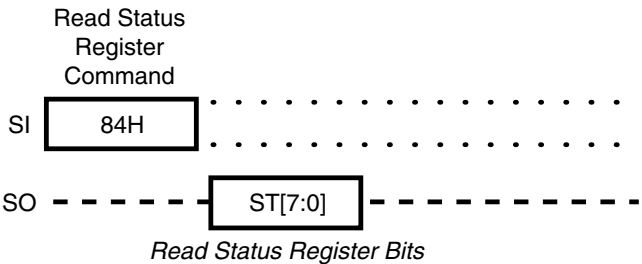 Read Status
Register
Command
SI 84H
SO ST[7:0]
Read Status Register Bits